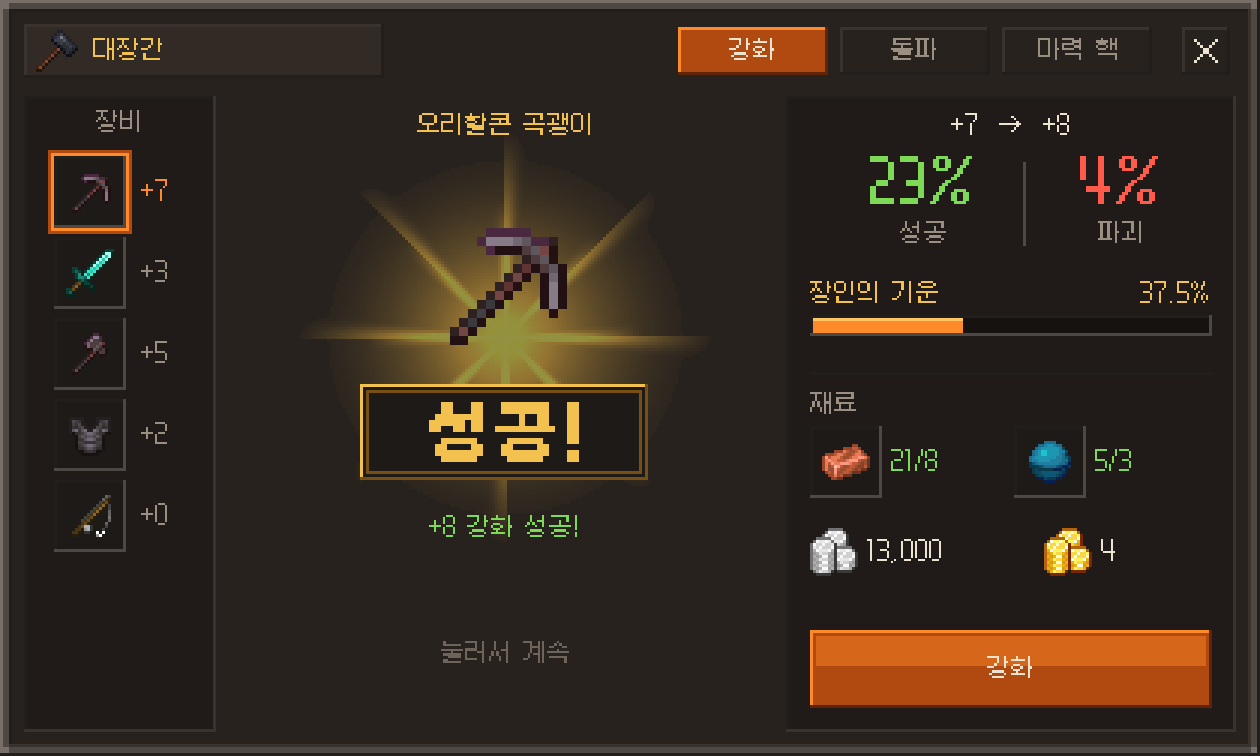 대장간
강화
돌파
마력 핵
장비
+7
+3
+5
+2
+0
오리할콘 곡괭이
성공!
+8 강화 성공!
눌러서 계속
+7 → +8
23%
성공
4%
파괴
장인의 기운
37.5%
재료
21/8
5/3
13,000
4
강화